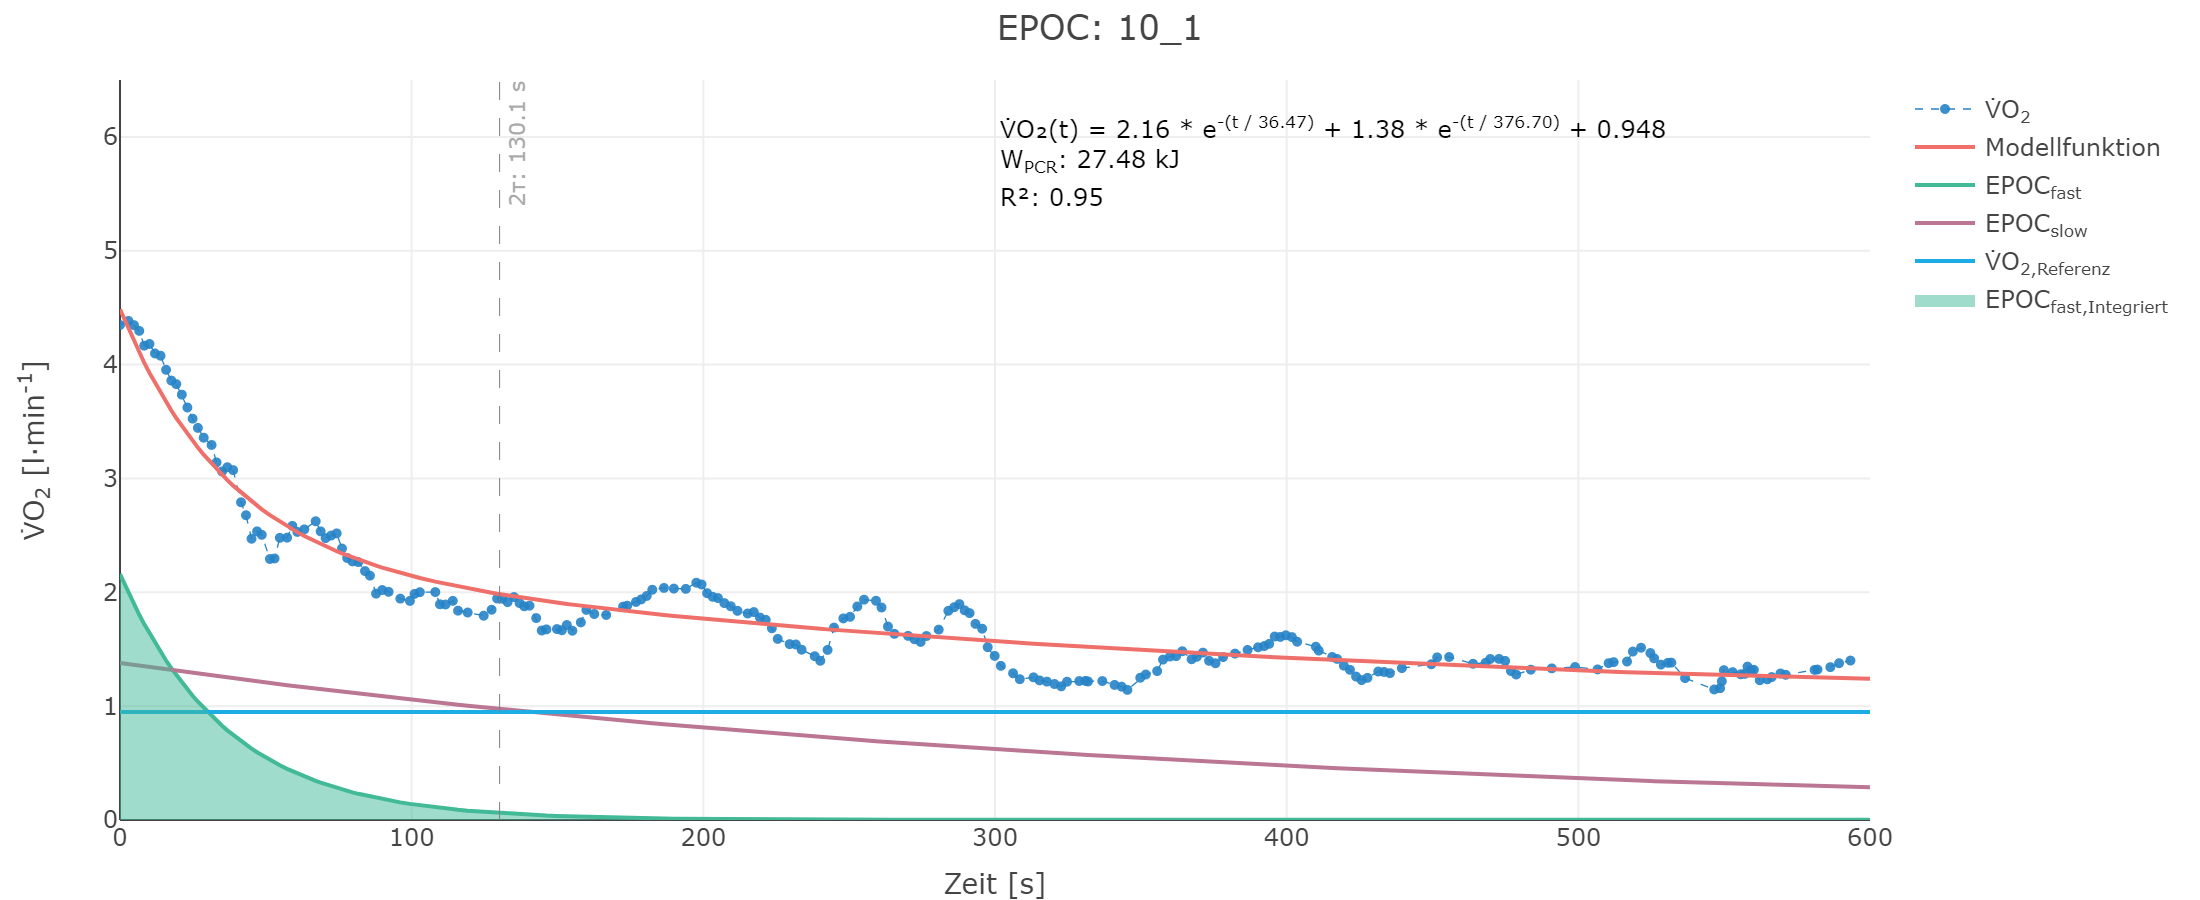 EPOC: 10_1
2τ: 130.1 s
V̇O₂(t) = 2.16 * e^-(t / 36.47) + 1.38 * e^-(t / 376.70) + 0.948
W_PCR: 27.48 kJ
R²: 0.95
V̇O₂
Modellfunktion
EPOC_fast
EPOC_slow
V̇O₂,Referenz
EPOC_fast,Integriert
V̇O₂ [l·min⁻¹]
6
5
4
3
2
1
0
0 100 200 300 400 500 600
Zeit [s]